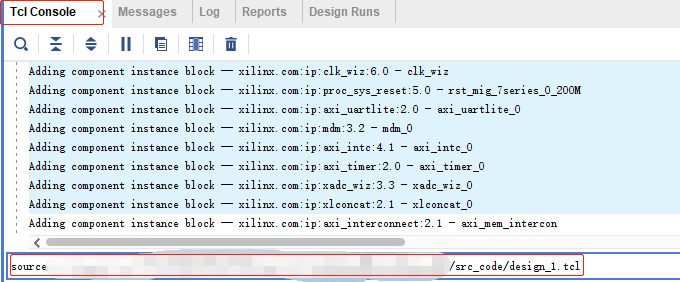 Tcl Console Messages Log Reports Design Runs
Adding component instance block -- xilinx.com:ip:clk_wiz:6.0 - clk_wiz
Adding component instance block -- xilinx.com:ip:proc_sys_reset:5.0 - rst_mig_7series_0_200M
Adding component instance block -- xilinx.com:ip:axi_uartlite:2.0 - axi_uartlite_0
Adding component instance block -- xilinx.com:ip:mdm:3.2 - mdm_0
Adding component instance block -- xilinx.com:ip:axi_intc:4.1 - axi_intc_0
Adding component instance block -- xilinx.com:ip:axi_timer:2.0 - axi_timer_0
Adding component instance block -- xilinx.com:ip:xadc_wiz:3.3 - xadc_wiz_0
Adding component instance block -- xilinx.com:ip:xlconcat:2.1 - xlconcat_0
Adding component instance block -- xilinx.com:ip:axi_interconnect:2.1 - axi_mem_intercon
source /src_code/design_1.tcl